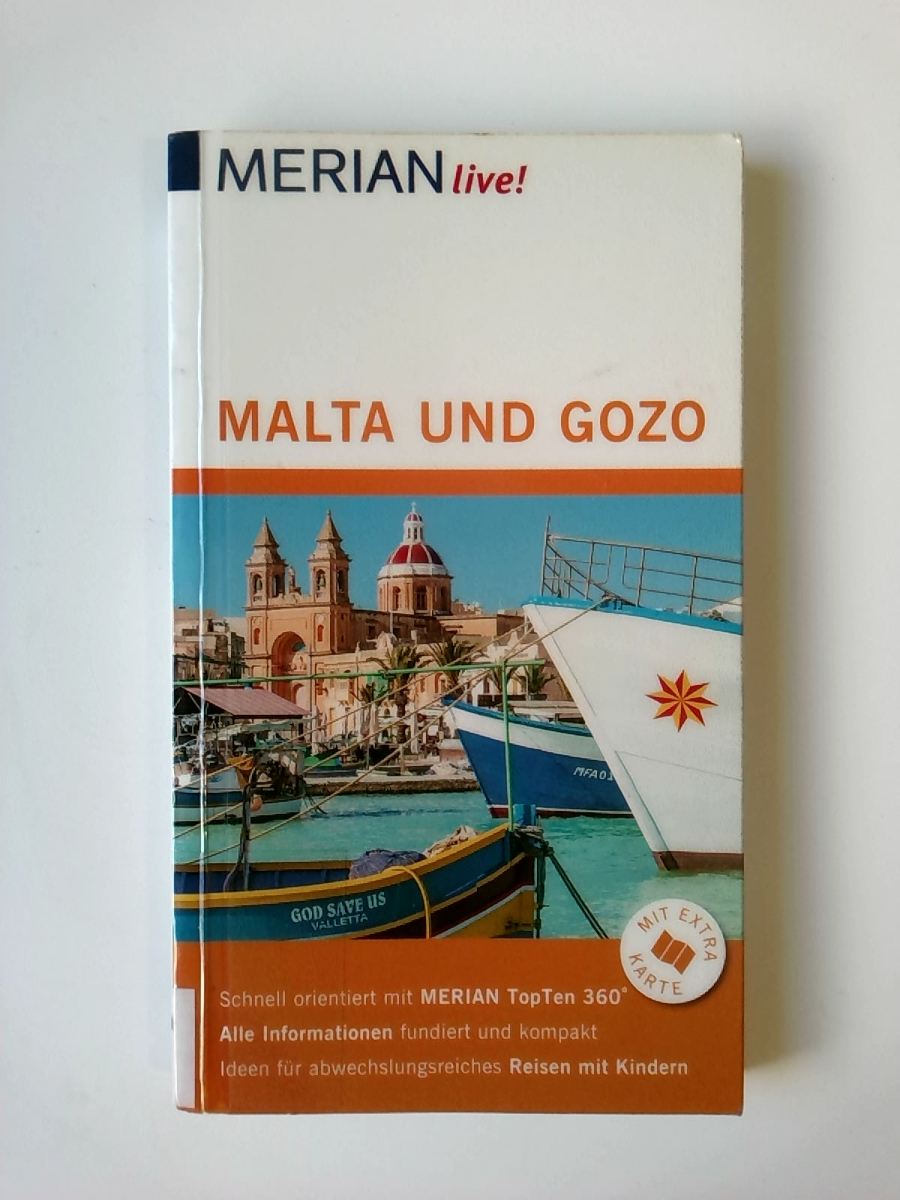 MERIAN live!
MALTA UND GOZO
MFA01
GOD SAVE US
VALLETTA
MIT EXTRA
KARTE
Schnell orientiert mit MERIAN TopTen 360°
Alle Informationen fundiert und kompakt
Ideen für abwechslungsreiches Reisen mit Kindern